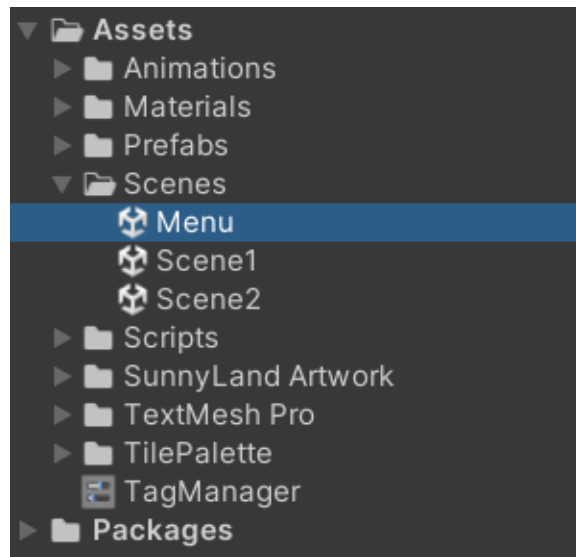 Assets
Animations
Materials
Prefabs
Scenes
Menu
Scene1
Scene2
Scripts
SunnyLand Artwork
TextMesh Pro
TilePalette
TagManager
Packages